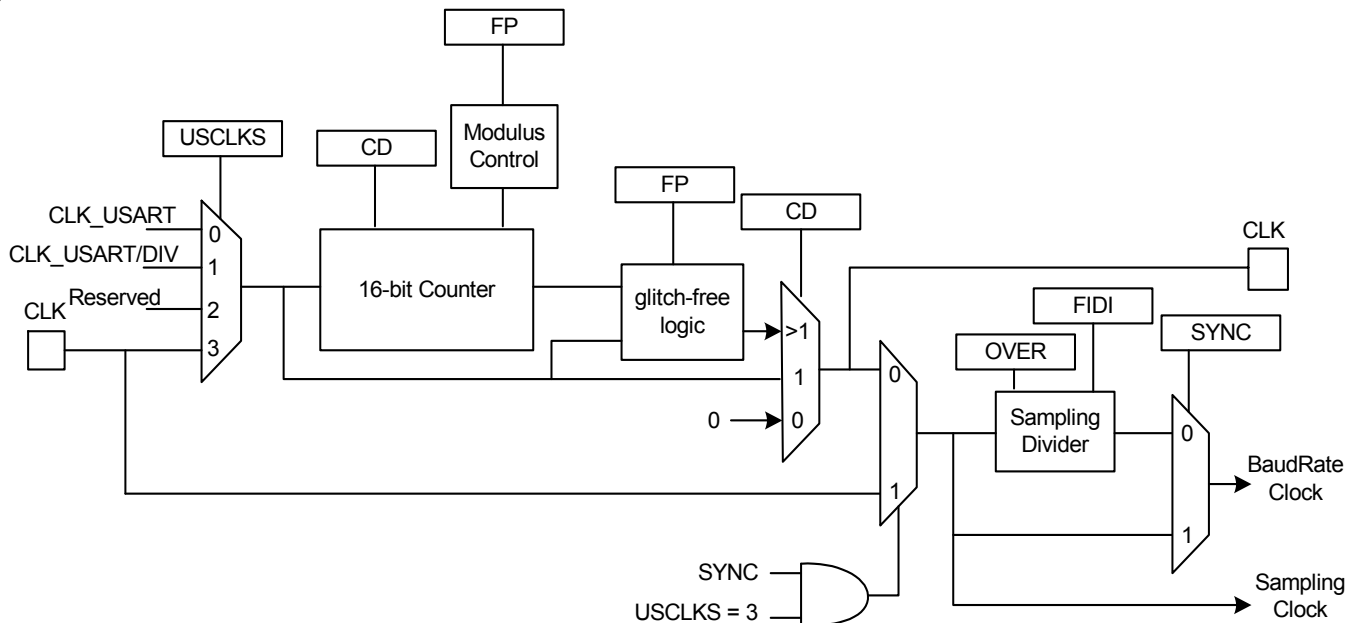 FP
USCLKS
CD
Modulus
Control
FP
CD
CLK_USART
0
CLK_USART/DIV
1
Reserved
2
CLK
3
16-bit Counter
glitch-free
logic
>1
1
0
0
CLK
FIDI
OVER
SYNC
0
1
Sampling
Divider
0
1
BaudRate
Clock
SYNC
USCLKS = 3
Sampling
Clock